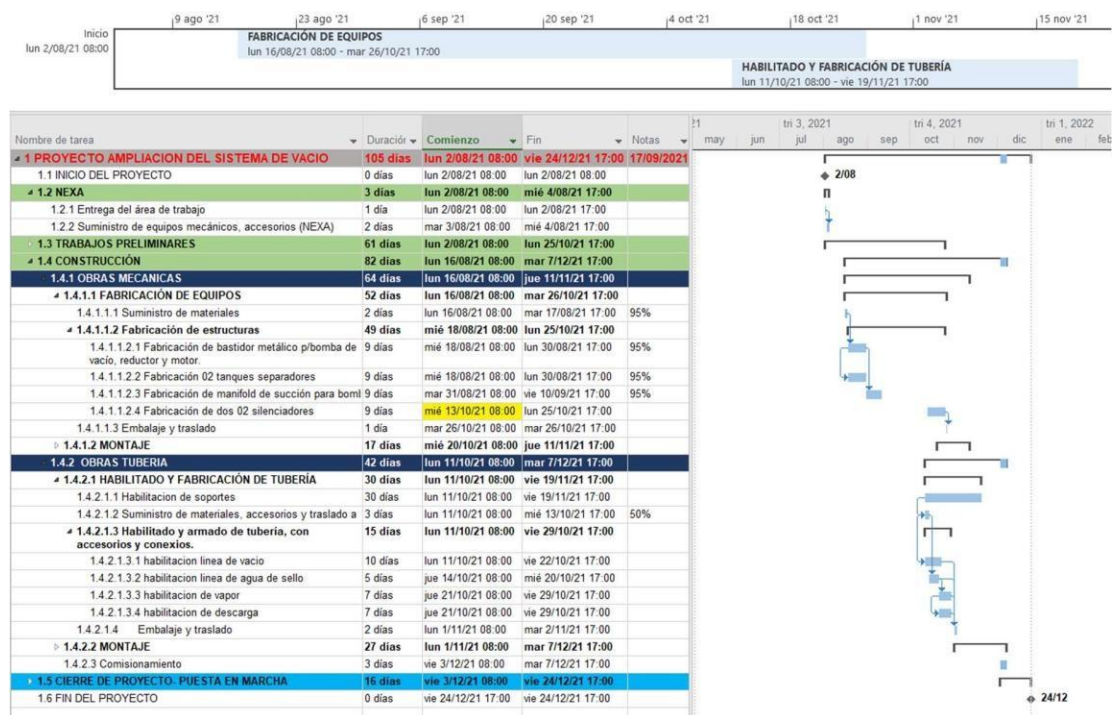 9 ago '21 23 ago '21 6 sep '21 20 sep '21 4 oct '21 18 oct '21 1 nov '21 15 nov '21
Inicio
lun 2/08/21 08:00
FABRICACIÓN DE EQUIPOS
lun 16/08/21 08:00 - mar 26/10/21 17:00
HABILITADO Y FABRICACIÓN DE TUBERÍA
lun 11/10/21 08:00 - vie 19/11/21 17:00
21 tri 3, 2021 tri 4, 2021 tri 1, 2022
Nombre de tarea Duración Comienzo Fin Notas may jun jul ago sep oct nov dic ene feb
1 PROYECTO AMPLIACION DEL SISTEMA DE VACIO 105 días lun 2/08/21 08:00 vie 24/12/21 17:00 17/09/2021
1.1 INICIO DEL PROYECTO 0 días lun 2/08/21 08:00 lun 2/08/21 08:00 2/08
1.2 NEXA 3 días lun 2/08/21 08:00 mié 4/08/21 17:00
1.2.1 Entrega del área de trabajo 1 día lun 2/08/21 08:00 lun 2/08/21 17:00
1.2.2 Suministro de equipos mecánicos, accesorios (NEXA) 2 días mar 3/08/21 08:00 mié 4/08/21 17:00
1.3 TRABAJOS PRELIMINARES 61 días lun 2/08/21 08:00 lun 25/10/21 17:00
1.4 CONSTRUCCIÓN 82 días lun 16/08/21 08:00 mar 7/12/21 17:00
1.4.1 OBRAS MECANICAS 64 días lun 16/08/21 08:00 jue 11/11/21 17:00
1.4.1.1 FABRICACIÓN DE EQUIPOS 52 días lun 16/08/21 08:00 mar 26/10/21 17:00
1.4.1.1.1 Suministro de materiales 2 días lun 16/08/21 08:00 mar 17/08/21 17:00 95%
1.4.1.1.2 Fabricación de estructuras 49 días mié 18/08/21 08:00 lun 25/10/21 17:00
1.4.1.1.2.1 Fabricación de bastidor metálico p/bomba de 9 días mié 18/08/21 08:00 lun 30/08/21 17:00 95%
vacío, reductor y motor.
1.4.1.1.2.2 Fabricación 02 tanques separadores 9 días mié 18/08/21 08:00 lun 30/08/21 17:00 95%
1.4.1.1.2.3 Fabricación de manifold de succión para boml 9 días mar 31/08/21 08:00 vie 10/09/21 17:00 95%
1.4.1.1.2.4 Fabricación de dos 02 silenciadores 9 días mié 13/10/21 08:00 lun 25/10/21 17:00
1.4.1.1.3 Embalaje y traslado 1 día mar 26/10/21 08:00 mar 26/10/21 17:00
1.4.1.2 MONTAJE 17 días mié 20/10/21 08:00 jue 11/11/21 17:00
1.4.2 OBRAS TUBERIA 42 días lun 11/10/21 08:00 mar 7/12/21 17:00
1.4.2.1 HABILITADO Y FABRICACIÓN DE TUBERÍA 30 días lun 11/10/21 08:00 vie 19/11/21 17:00
1.4.2.1.1 Habilitacion de soportes 30 días lun 11/10/21 08:00 vie 19/11/21 17:00
1.4.2.1.2 Suministro de materiales, accesorios y traslado a 3 días lun 11/10/21 08:00 mié 13/10/21 17:00 50%
1.4.2.1.3 Habilitado y armado de tubería, con 15 días lun 11/10/21 08:00 vie 29/10/21 17:00
accesorios y conexios.
1.4.2.1.3.1 habilitacion linea de vacio 10 días lun 11/10/21 08:00 vie 22/10/21 17:00
1.4.2.1.3.2 habilitacion linea de agua de sello 5 días jue 14/10/21 08:00 mié 20/10/21 17:00
1.4.2.1.3.3 habilitacion de vapor 7 días jue 21/10/21 08:00 vie 29/10/21 17:00
1.4.2.1.3.4 habilitacion de descarga 7 días jue 21/10/21 08:00 vie 29/10/21 17:00
1.4.2.1.4 Embalaje y traslado 2 días lun 1/11/21 08:00 mar 2/11/21 17:00
1.4.2.2 MONTAJE 27 días lun 1/11/21 08:00 mar 7/12/21 17:00
1.4.2.3 Comisionamiento 3 días vie 3/12/21 08:00 mar 7/12/21 17:00
1.5 CIERRE DE PROYECTO- PUESTA EN MARCHA 16 días vie 3/12/21 08:00 vie 24/12/21 17:00
1.6 FIN DEL PROYECTO 0 días vie 24/12/21 17:00 vie 24/12/21 17:00 24/12